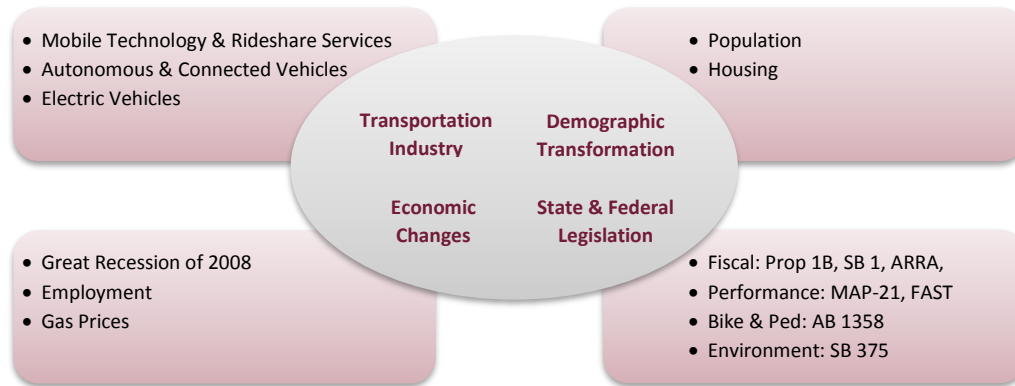 • Mobile Technology & Rideshare Services
• Autonomous & Connected Vehicles
• Electric Vehicles
• Population
• Housing
Transportation
Industry
Demographic
Transformation
Economic
Changes
State & Federal
Legislation
• Great Recession of 2008
• Employment
• Gas Prices
• Fiscal: Prop 1B, SB 1, ARRA,
• Performance: MAP-21, FAST
• Bike & Ped: AB 1358
• Environment: SB 375